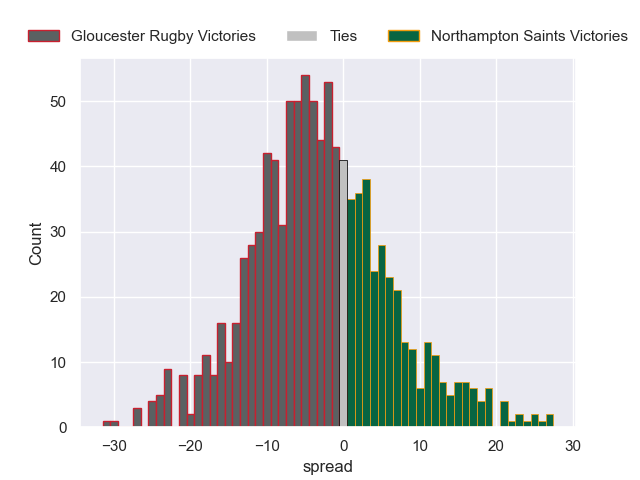 Gloucester Rugby Victories Ties Northampton Saints Victories
50
40
30
20
10
0
Count
−30 −20 −10 0 10 20 30
spread